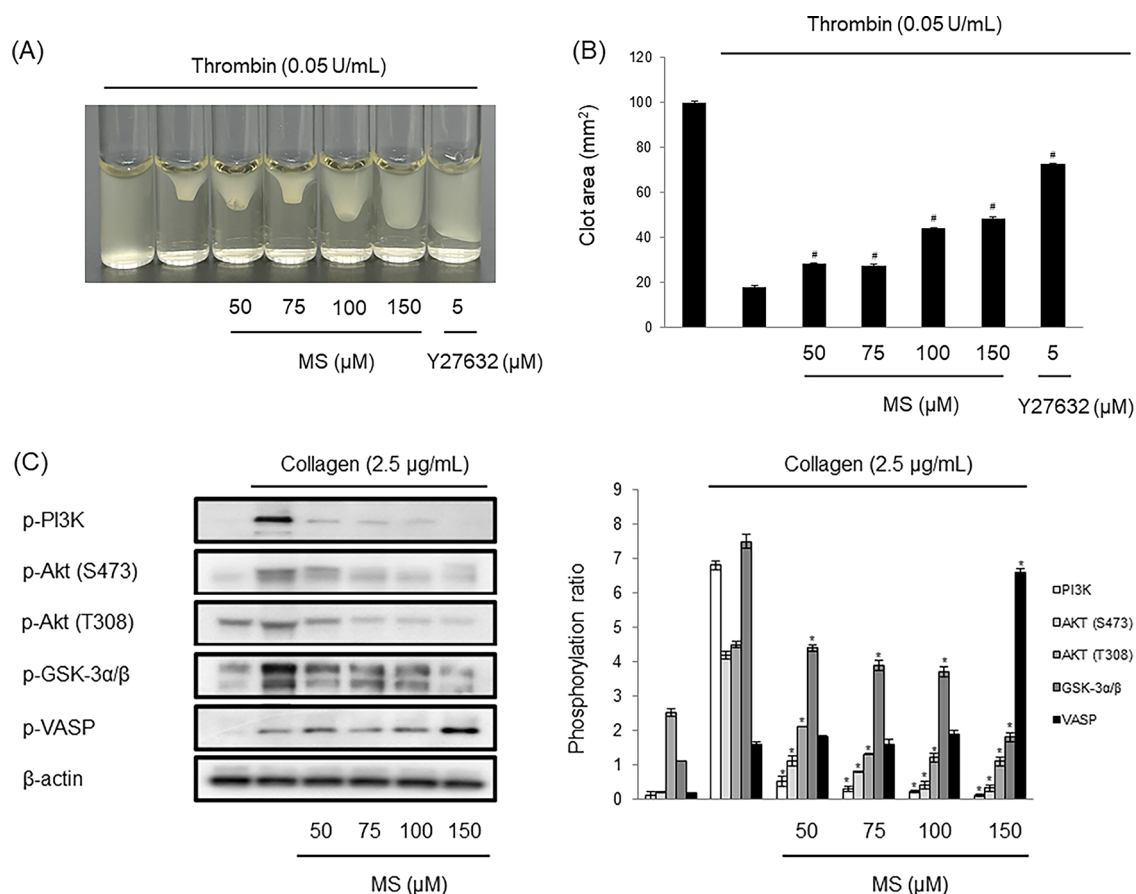 (A)
Thrombin (0.05 U/mL)
50 75 100 150 5
MS (µM) Y27632 (µM)
(B)
Thrombin (0.05 U/mL)
Clot area (mm²)
120
100
80
60
40
20
0
# # # # #
50 75 100 150 5
MS (µM) Y27632 (µM)
(C)
Collagen (2.5 µg/mL)
p-PI3K
p-Akt (S473)
p-Akt (T308)
p-GSK-3α/β
p-VASP
β-actin
50 75 100 150
MS (µM)
Collagen (2.5 µg/mL)
Phosphorylation ratio
9
8
7
6
5
4
3
2
1
0
* * * *
* * * *
* * * *
* * * * *
PI3K
AKT (S473)
AKT (T308)
GSK-3α/β
VASP
50 75 100 150
MS (µM)